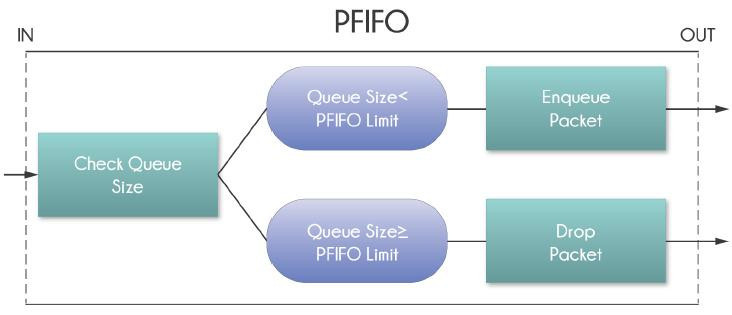 PFIFO
IN
OUT
Queue Size<
PFIFO Limit
Enqueue
Packet
Check Queue
Size
Queue Size≥
PFIFO Limit
Drop
Packet